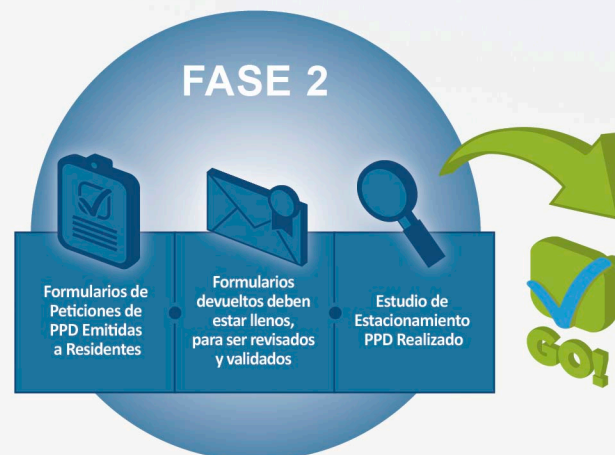 FASE 2
Formularios de
Peticiones de
PPD Emitidas
a Residentes
Formularios
devueltos deben
estar llenos,
para ser revisados
y validados
Estudio de
Estacionamiento
PPD Realizado
GO!